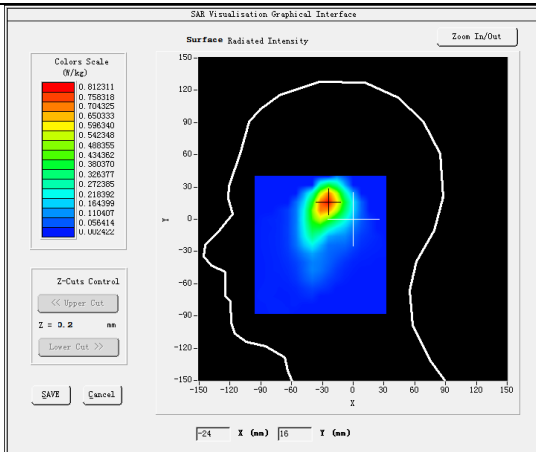 SAR Visualisation Graphical Interface
Surface Radiated Intensity
Zoom In/Out
Colors Scale
(W/kg)
0.812311
0.758318
0.704325
0.650333
0.596340
0.542348
0.488355
0.434362
0.380370
0.326377
0.272385
0.218392
0.164399
0.110407
0.056414
0.002422
Z-Cuts Control
<< Upper Cut
Z = 0.2 mm
Lower Cut >>
SAVE Cancel
150
120
90
60
30
0
-30
-60
-90
-120
-150
Y
-150 -120 -90 -60 -30 0 30 60 90 120 150
X
-24 X (mm) 16 Y (mm)